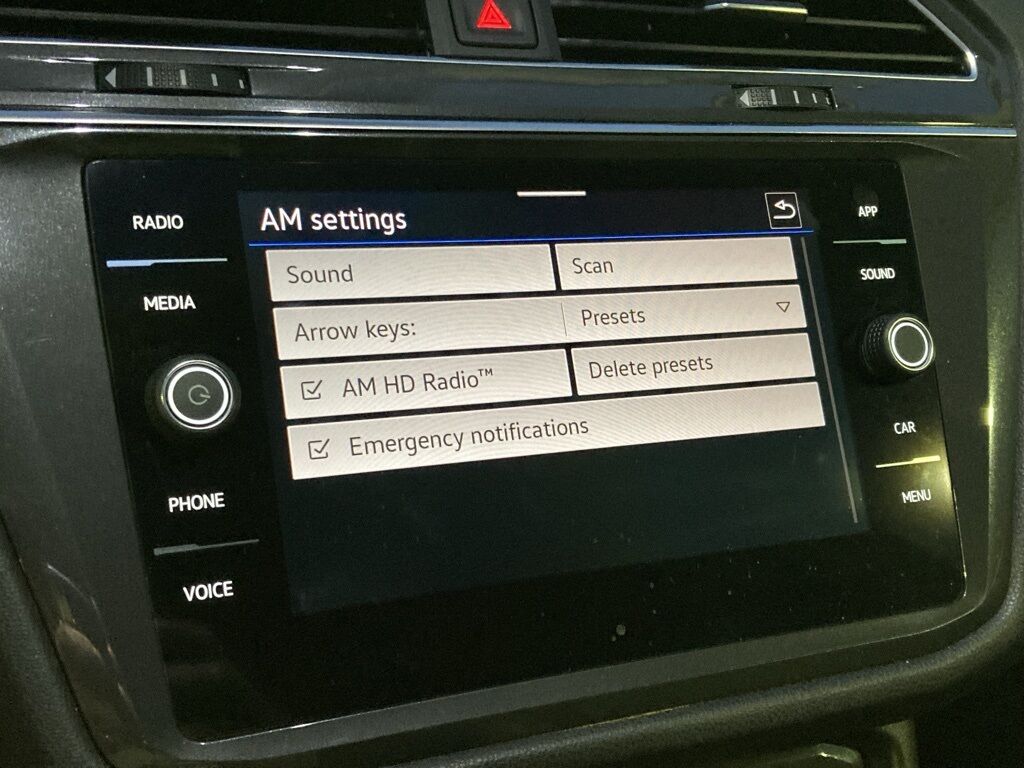 RADIO
MEDIA
PHONE
VOICE
AM settings
Sound
Scan
Arrow keys:
Presets
AM HD Radio™
Delete presets
Emergency notifications
APP
SOUND
CAR
MENU